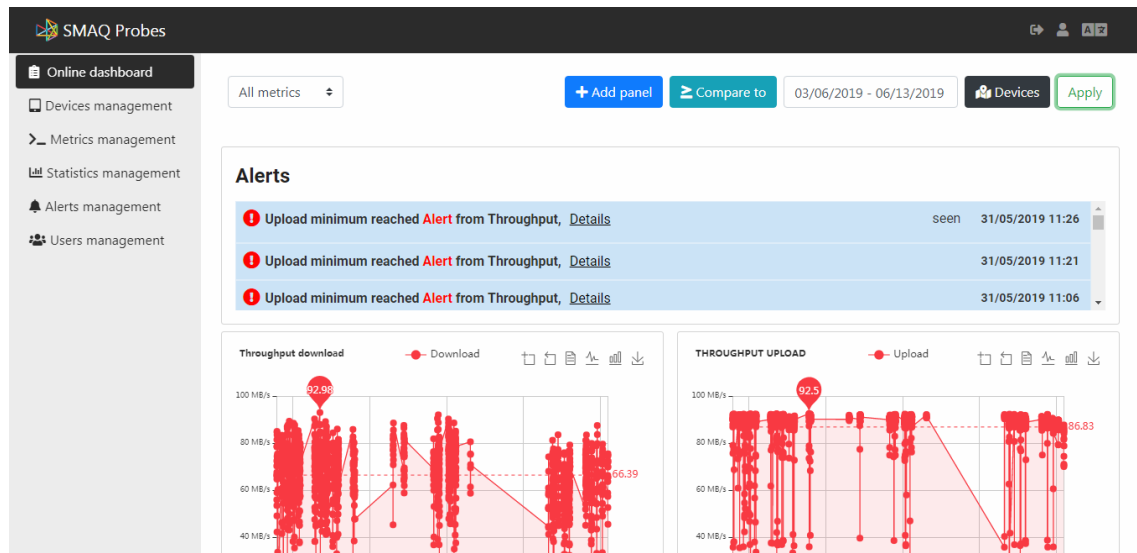 SMAQ Probes
A
Online dashboard
Devices management
Metrics management
Statistics management
Alerts management
Users management
All metrics
Add panel
Compare to
03/06/2019 - 06/13/2019
Devices
Apply
Alerts
Upload minimum reached Alert from Throughput, Details seen 31/05/2019 11:26
Upload minimum reached Alert from Throughput, Details 31/05/2019 11:21
Upload minimum reached Alert from Throughput, Details 31/05/2019 11:06
Throughput download
Download
100 MB/s
92.98
80 MB/s
66.39
60 MB/s
40 MB/s
THROUGHPUT UPLOAD
Upload
100 MB/s
92.5
86.83
80 MB/s
60 MB/s
40 MB/s